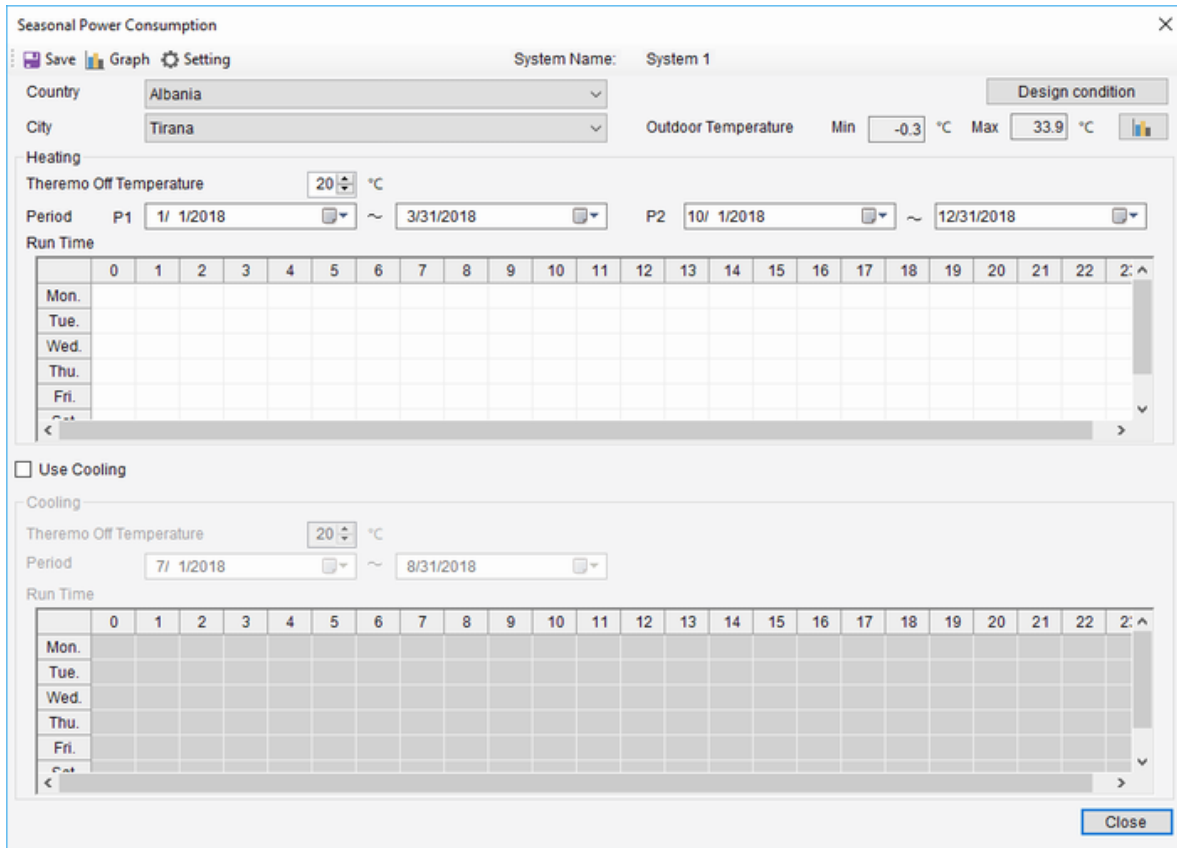 Seasonal Power Consumption
Save Graph Setting System Name: System 1
Country Albania Design condition
City Tirana Outdoor Temperature Min -0.3 °C Max 33.9 °C
Heating
Theremo Off Temperature 20 °C
Period P1 1/ 1/2018 ~ 3/31/2018 P2 10/ 1/2018 ~ 12/31/2018
Run Time
0 1 2 3 4 5 6 7 8 9 10 11 12 13 14 15 16 17 18 19 20 21 22
Mon.
Tue.
Wed.
Thu.
Fri.
Use Cooling
Cooling
Theremo Off Temperature 20 °C
Period 7/ 1/2018 ~ 8/31/2018
Run Time
0 1 2 3 4 5 6 7 8 9 10 11 12 13 14 15 16 17 18 19 20 21 22
Mon.
Tue.
Wed.
Thu.
Fri.
Close